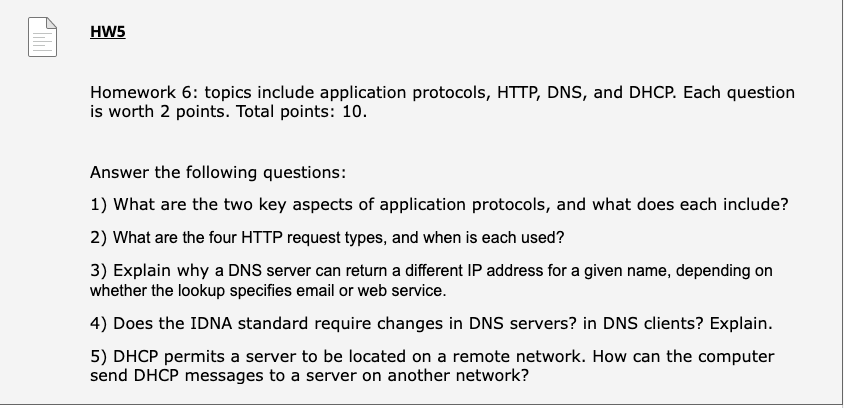 HW5
Homework 6: topics include application protocols, HTTP, DNS, and DHCP. Each question
is worth 2 points. Total points: 10.
Answer the following questions:
1) What are the two key aspects of application protocols, and what does each include?
2) What are the four HTTP request types, and when is each used?
3) Explain why a DNS server can return a different IP address for a given name, depending on
whether the lookup specifies email or web service.
4) Does the IDNA standard require changes in DNS servers? in DNS clients? Explain.
5) DHCP permits a server to be located on a remote network. How can the computer
send DHCP messages to a server on another network?